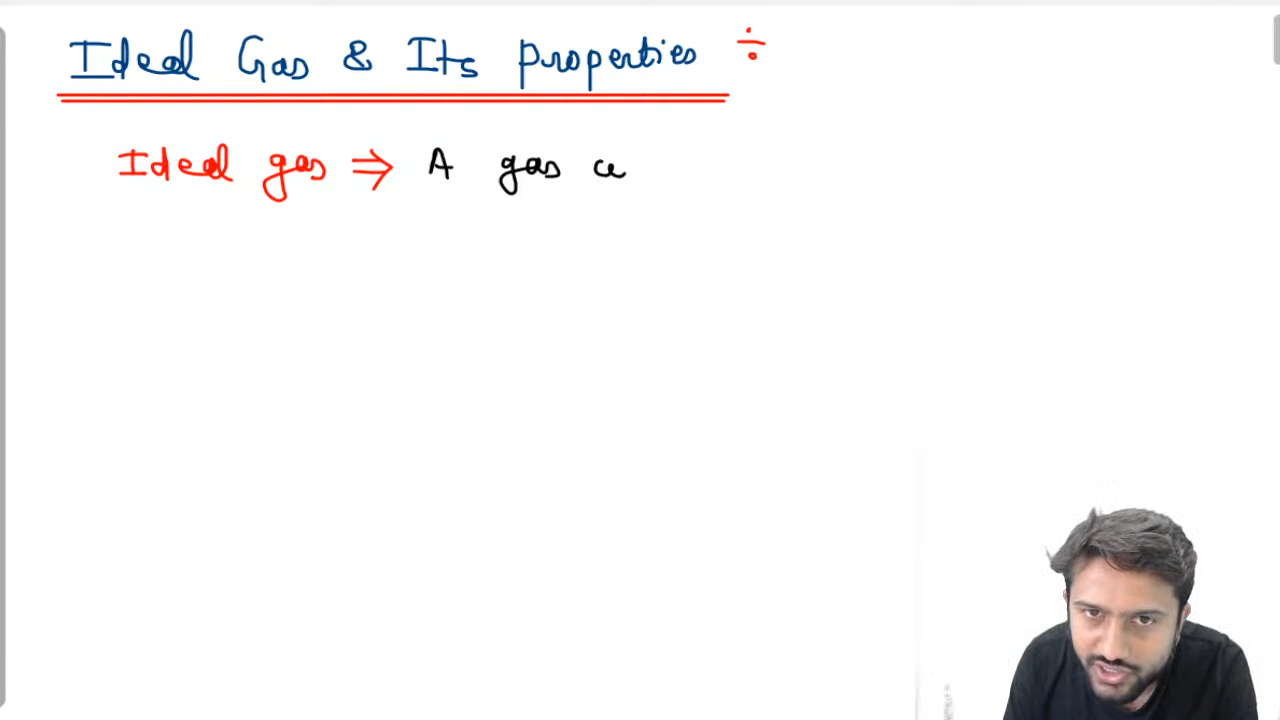 Ideal Gas & Its properties ÷
Ideal gas ⇒ A gas